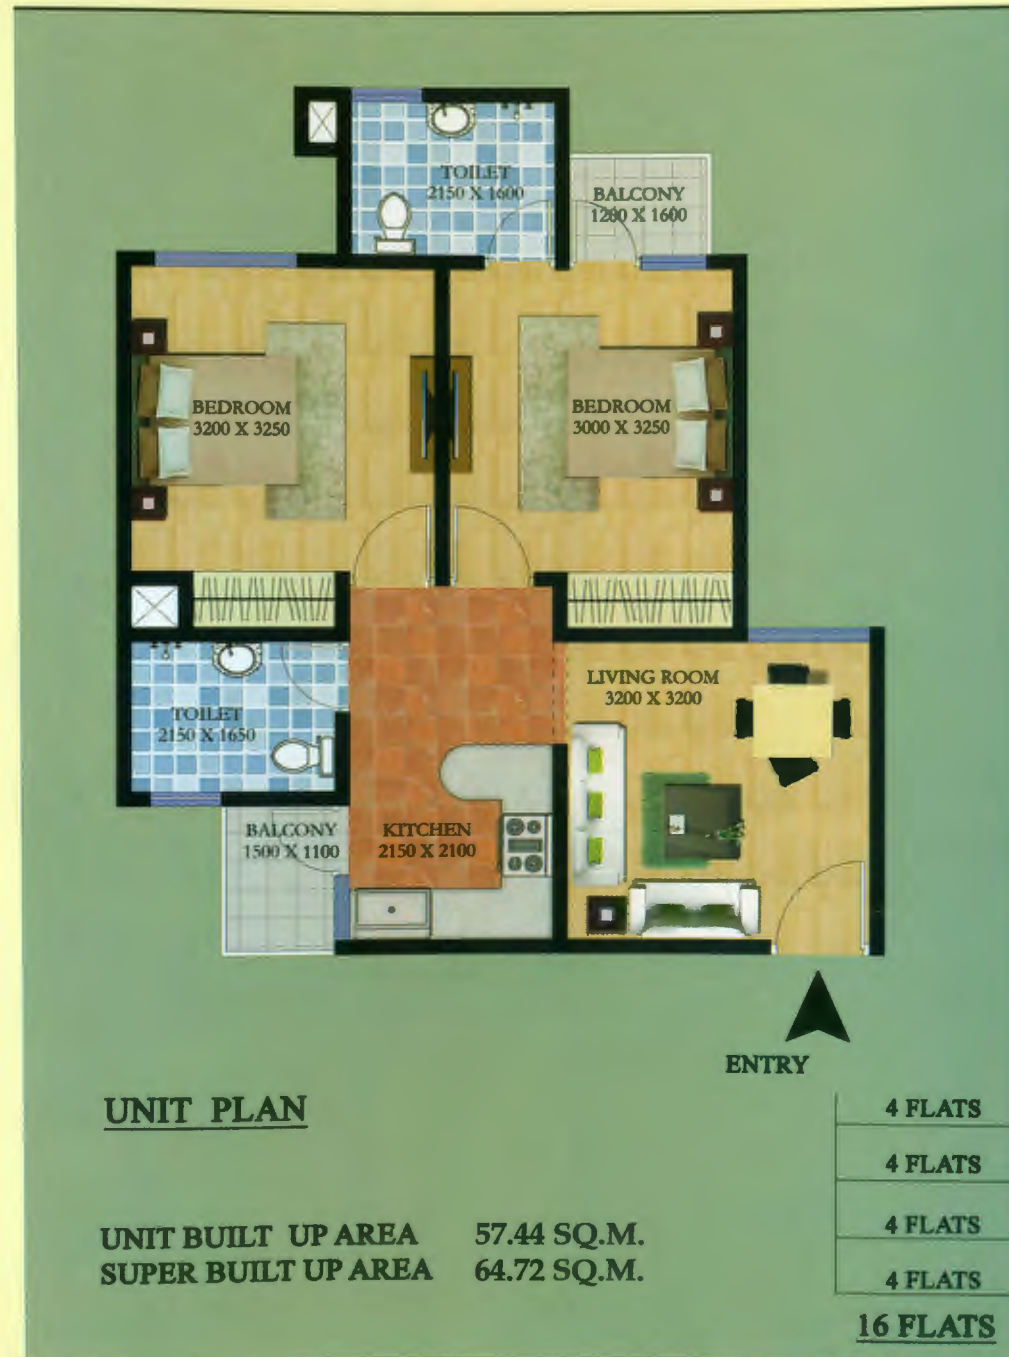 TOILET
2150 X 1600
BALCONY
1200 X 1600
BEDROOM
3200 X 3250
BEDROOM
3000 X 3250
LIVING ROOM
3200 X 3200
TOILET
2150 X 1650
BALCONY
1500 X 1100
KITCHEN
2150 X 2100
ENTRY
UNIT PLAN
4 FLATS
4 FLATS
4 FLATS
4 FLATS
16 FLATS
UNIT BUILT UP AREA 57.44 SQ.M.
SUPER BUILT UP AREA 64.72 SQ.M.